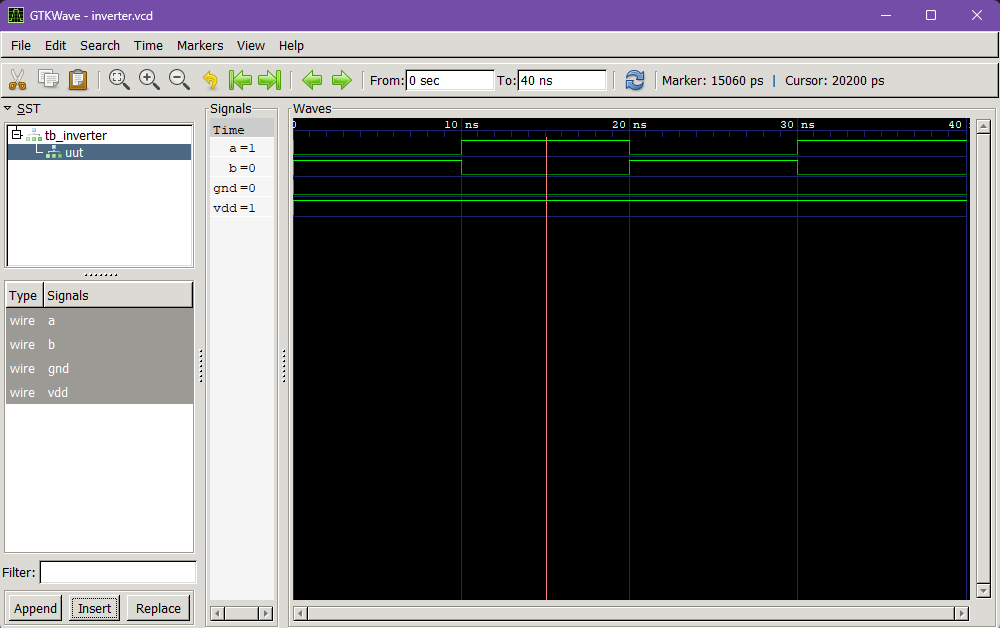 GTKWave - inverter.vcd
File Edit Search Time Markers View Help
From: 0 sec To: 40 ns Marker: 15060 ps | Cursor: 20200 ps
SST
tb_inverter
uut
Type Signals
wire a
wire b
wire gnd
wire vdd
Filter:
Append Insert Replace
Signals
Time
a =1
b =0
gnd =0
vdd =1
Waves
0 10 ns 20 ns 30 ns 40